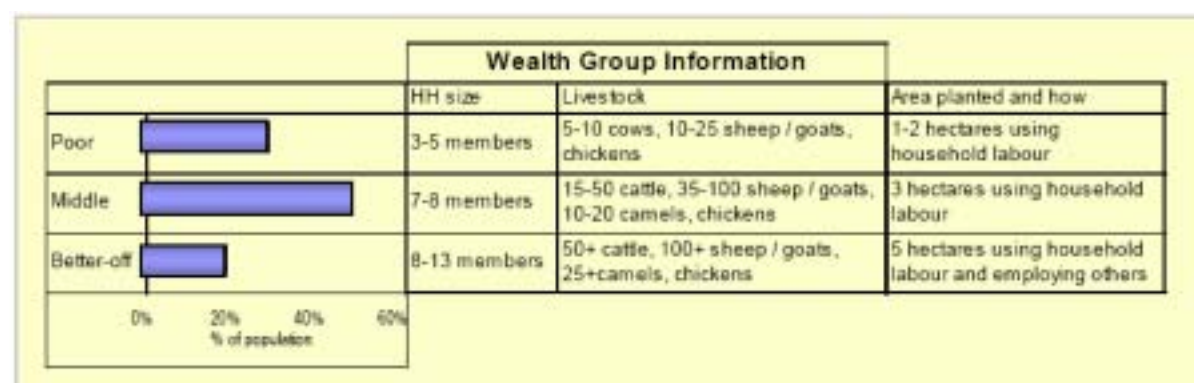 Wealth Group Information
HH size
Livestock
Area planted and how
Poor
3-5 members
5-10 cows, 10-25 sheep / goats,
chickens
1-2 hectares using
household labour
Middle
7-8 members
15-50 cattle, 35-100 sheep / goats,
10-20 camels, chickens
3 hectares using household
labour
Better-off
8-13 members
50+ cattle, 100+ sheep / goats,
25+camels, chickens
5 hectares using household
labour and employing others
0% 20% 40% 60%
% of population